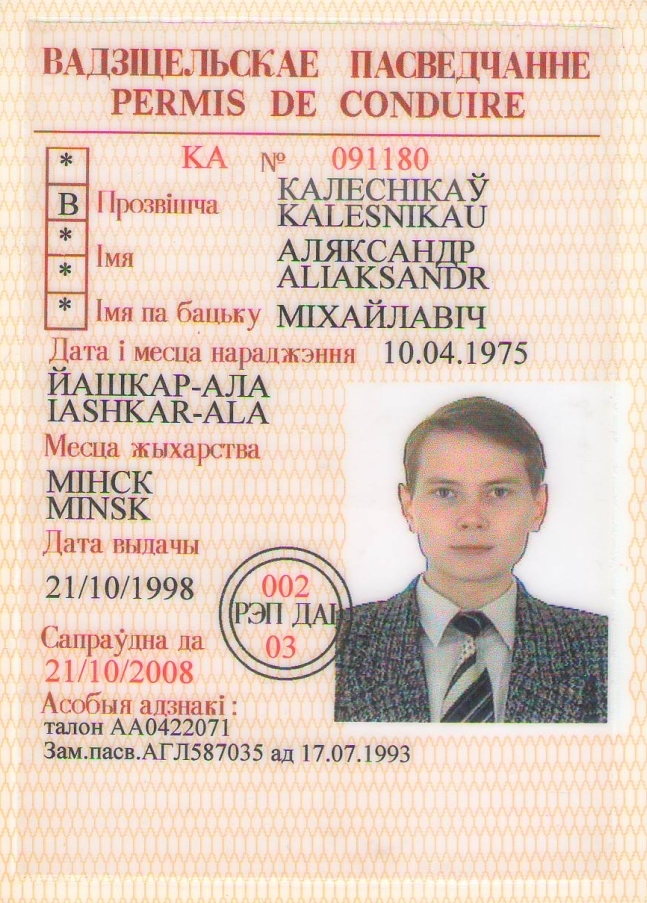 ВАДЗІЦЕЛЬСКАЕ ПАСВЕДЧАННЕ
PERMIS DE CONDUIRE
* KA № 091180
B Прозвішча КАЛЕСНІКАЎ
KALESNIKAU
* Імя АЛЯКСАНДР
* ALIAKSANDR
* Імя па бацьку МІХАЙЛАВІЧ
Дата і месца нараджэння 10.04.1975
ЙАШКАР-АЛА
IASHKAR-ALA
Месца жыхарства
МІНСК
MINSK
Дата выдачы
21/10/1998
002
РЭП ДАІ
03
Сапраўдна да
21/10/2008
Асобыя адзнакі :
талон АА0422071
Зам.пасв.АГЛ587035 ад 17.07.1993